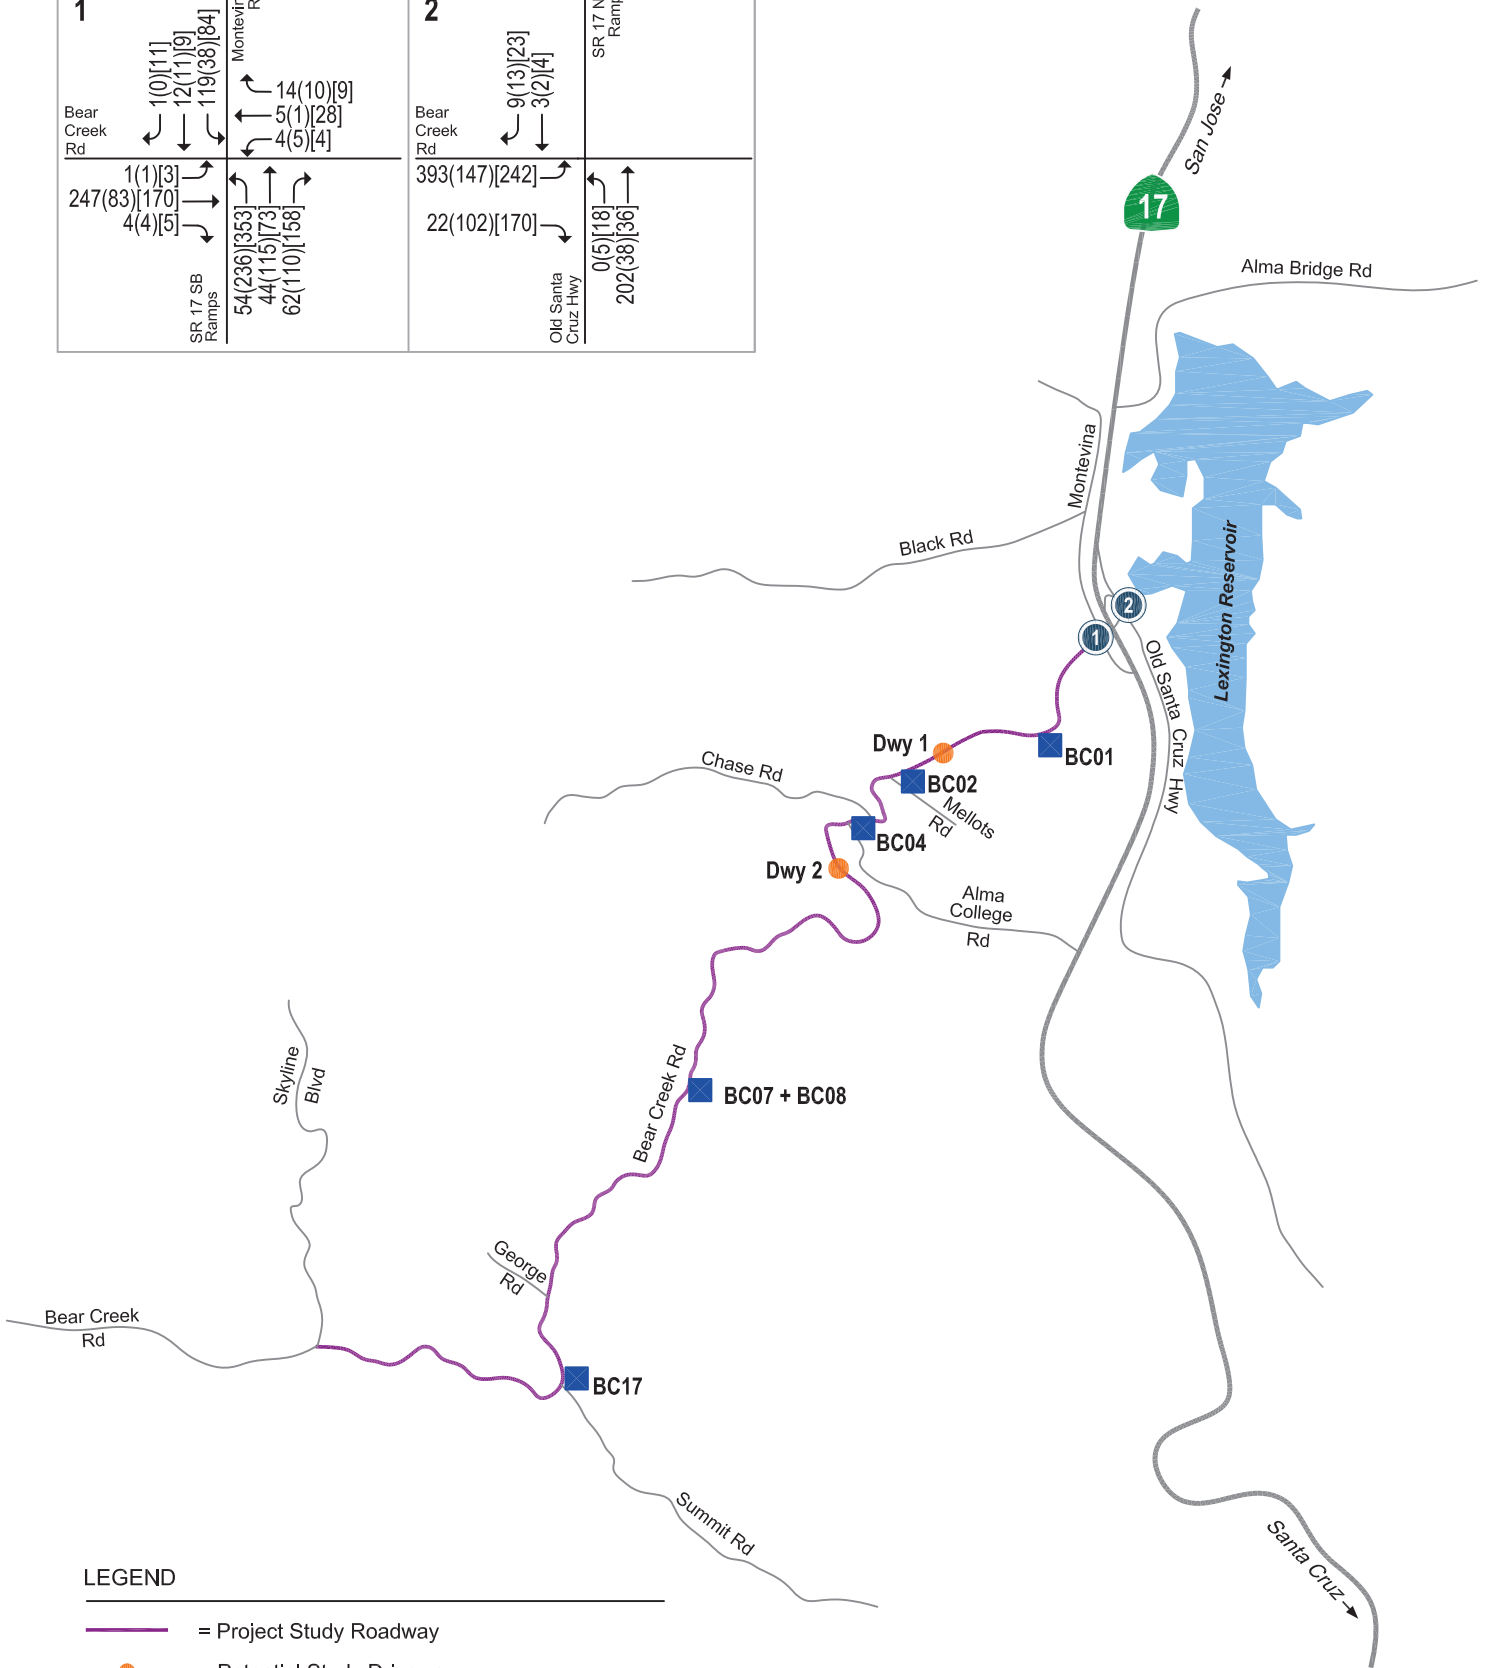 1
Montevin
1(0)[11]
12(11)[9]
119(38)[84]
14(10)[9]
5(1)[28]
4(5)[4]
Bear
Creek
Rd
1(1)[3]
247(83)[170]
4(4)[5]
SR 17 SB
Ramps
54(236)[353]
44(115)[73]
62(110)[158]
2
SR 17 N
Ramp
9(13)[23]
3(2)[4]
Bear
Creek
Rd
393(147)[242]
22(102)[170]
Old Santa
Cruz Hwy
0(5)[18]
202(38)[36]
San Jose
17
Alma Bridge Rd
Montevina
Black Rd
Lexington Reservoir
2
1
Old Santa Cruz Hwy
Dwy 1
BC01
Chase Rd
BC02
Mellots
Rd
BC04
Dwy 2
Alma
College
Rd
Skyline
Blvd
Bear Creek Rd
BC07 + BC08
George
Rd
Bear Creek
Rd
BC17
Summit Rd
Santa Cruz
LEGEND
= Project Study Roadway